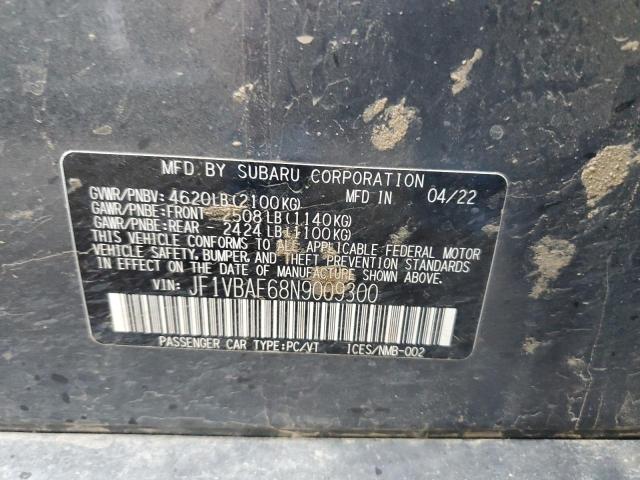 MFD BY SUBARU CORPORATION
GVWR/PNBV: 4620LB(2100KG) MFD IN 04/22
GAWR/PNBE:FRONT 2508LB(1140KG)
GAWR/PNBE:REAR 2424LB(1100KG)
THIS VEHICLE CONFORMS TO ALL APPLICABLE FEDERAL MOTOR
VEHICLE SAFETY, BUMPER, AND THEFT PREVENTION STANDARDS
IN EFFECT ON THE DATE OF MANUFACTURE SHOWN ABOVE.
VIN: JF1VBAE68N9009300
PASSENGER CAR TYPE:PC/VT ICES/NMB-002